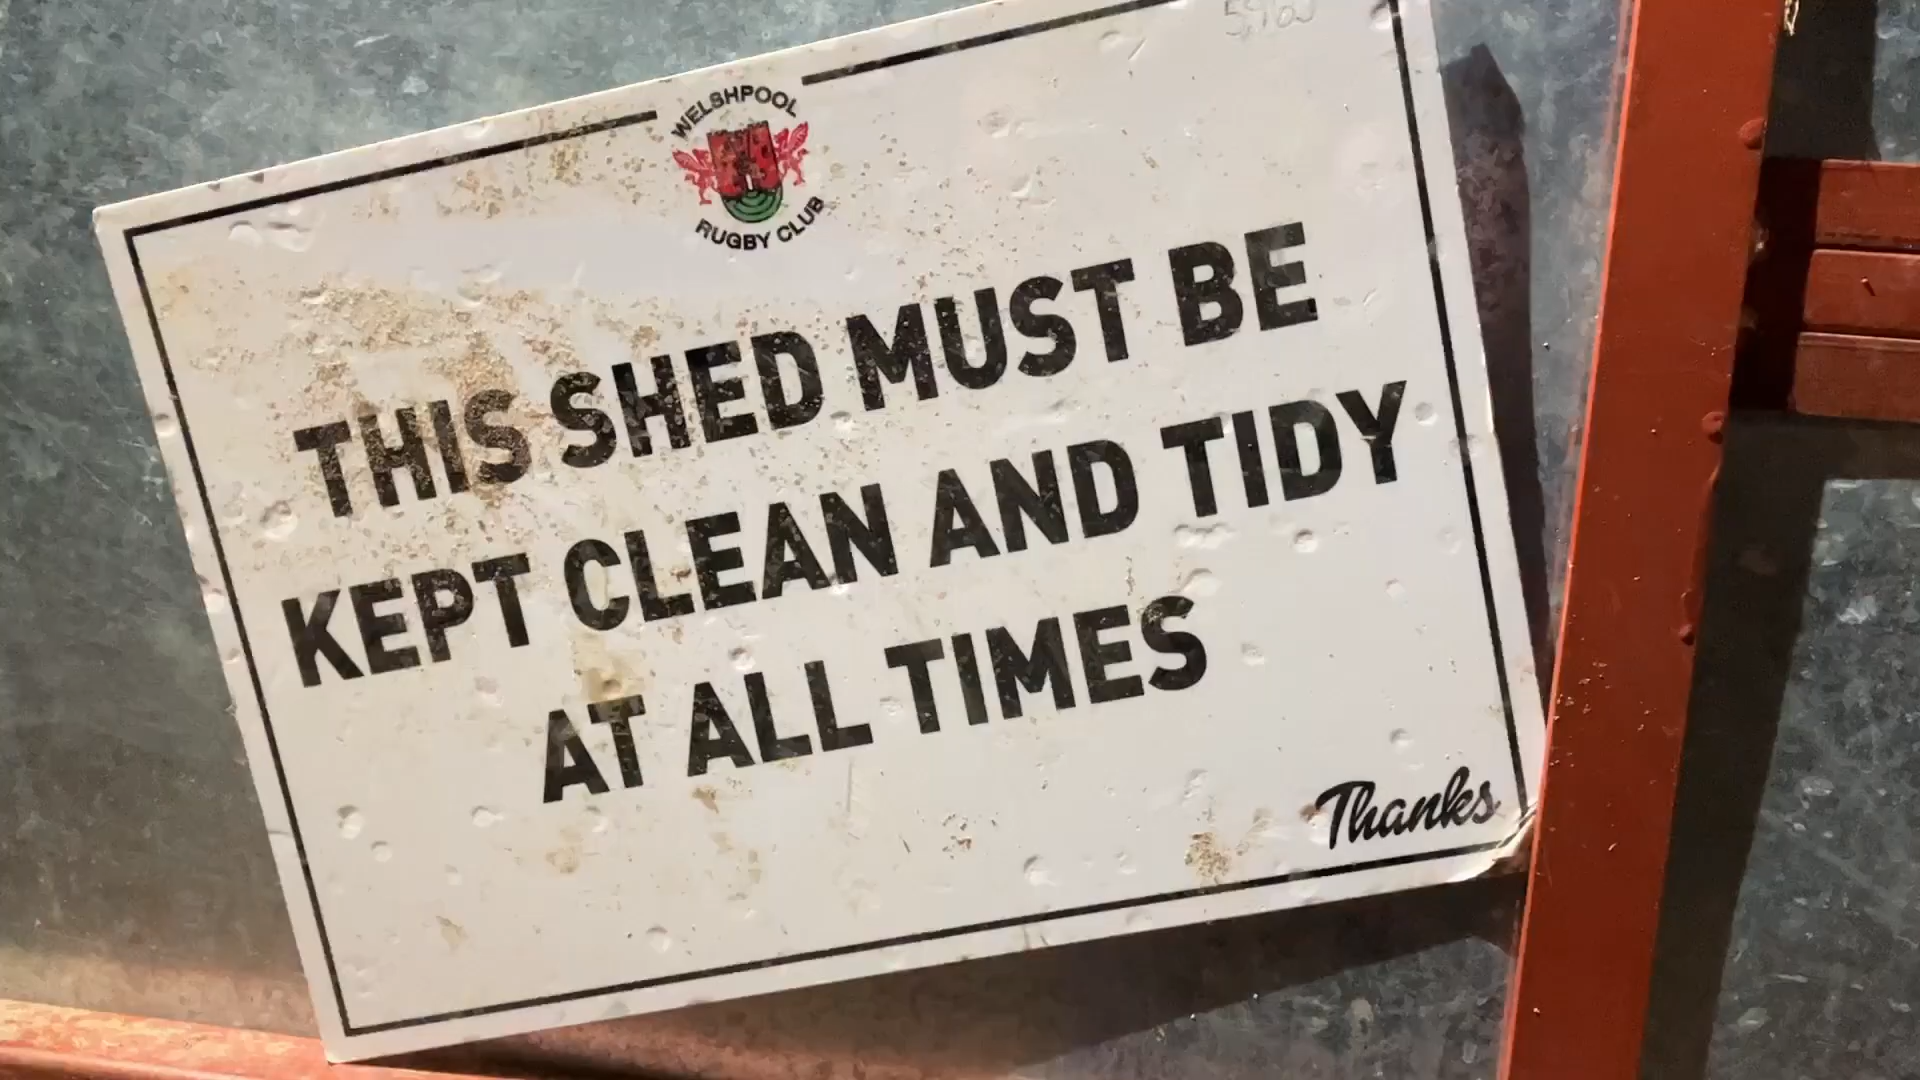 WELSHPOOL
RUGBY CLUB
THIS SHED MUST BE
KEPT CLEAN AND TIDY
AT ALL TIMES
Thanks